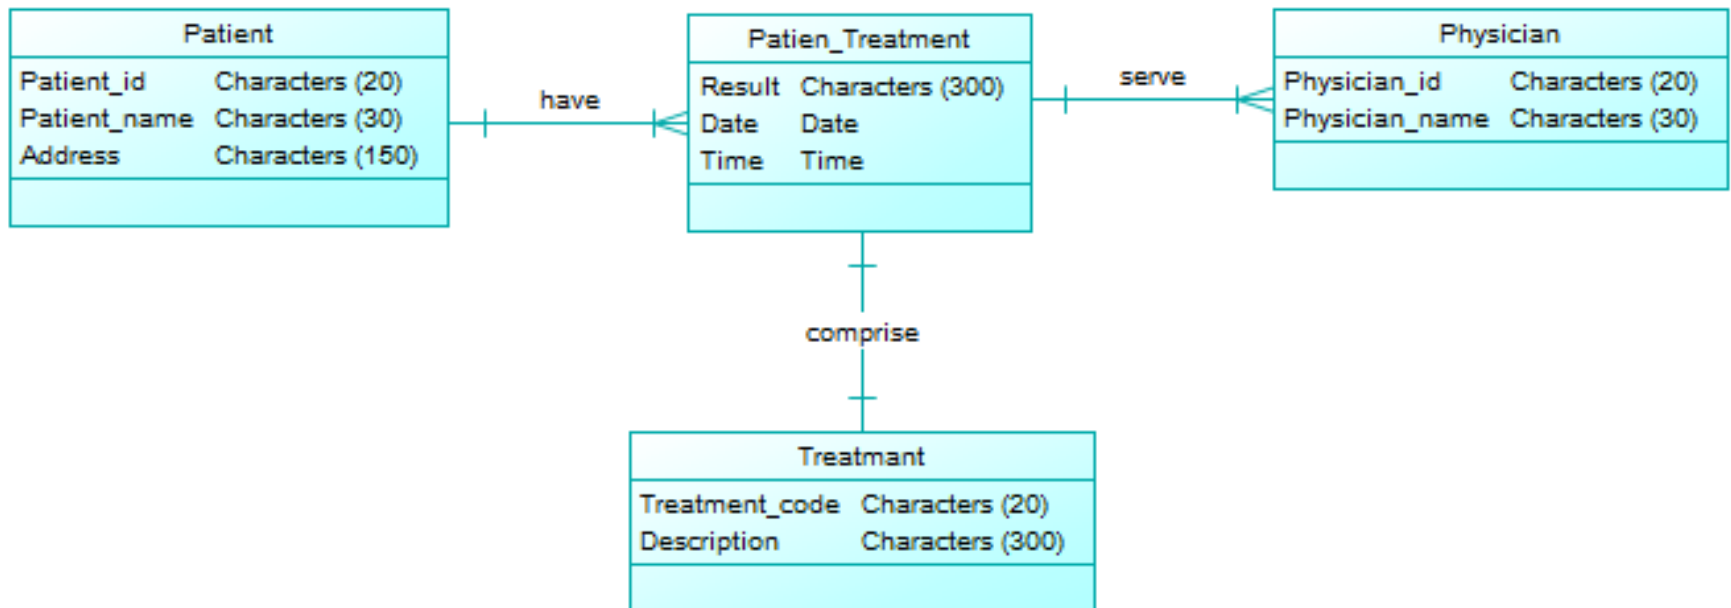 Patient
Patient_id Characters (20)
Patient_name Characters (30)
Address Characters (150)
have
Patien_Treatment
Result Characters (300)
Date Date
Time Time
serve
Physician
Physician_id Characters (20)
Physician_name Characters (30)
comprise
Treatmant
Treatment_code Characters (20)
Description Characters (300)